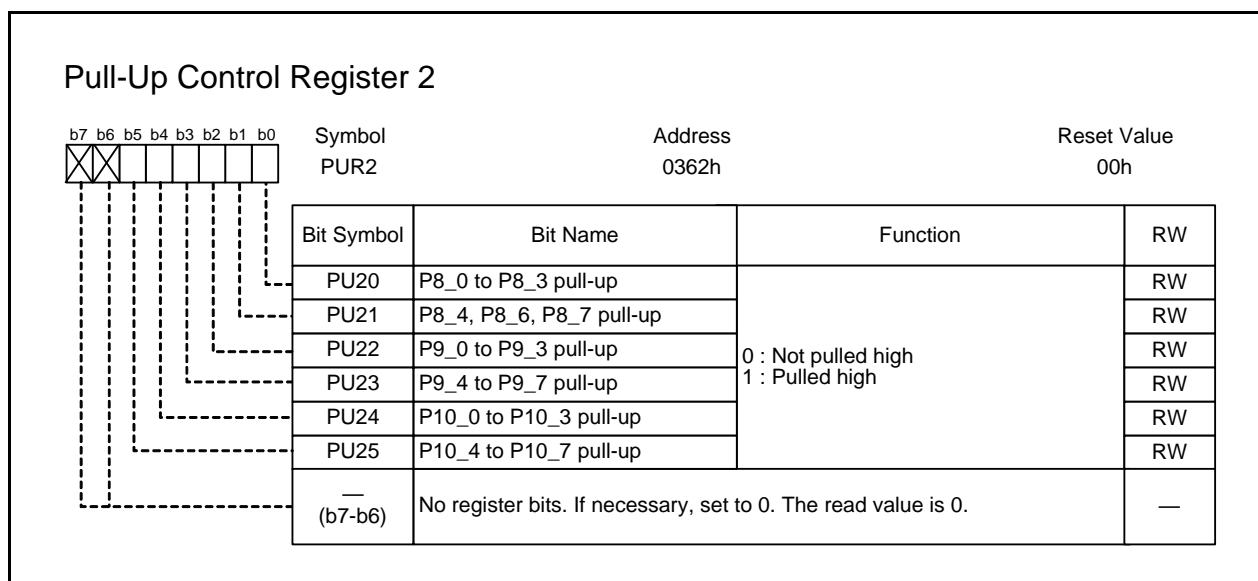 Pull-Up Control Register 2
b7 b6 b5 b4 b3 b2 b1 b0 Symbol Address Reset Value
PUR2 0362h 00h
Bit Symbol Bit Name Function RW
PU20 P8_0 to P8_3 pull-up RW
PU21 P8_4, P8_6, P8_7 pull-up RW
PU22 P9_0 to P9_3 pull-up 0 : Not pulled high RW
PU23 P9_4 to P9_7 pull-up 1 : Pulled high RW
PU24 P10_0 to P10_3 pull-up RW
PU25 P10_4 to P10_7 pull-up RW
— (b7-b6) No register bits. If necessary, set to 0. The read value is 0. —